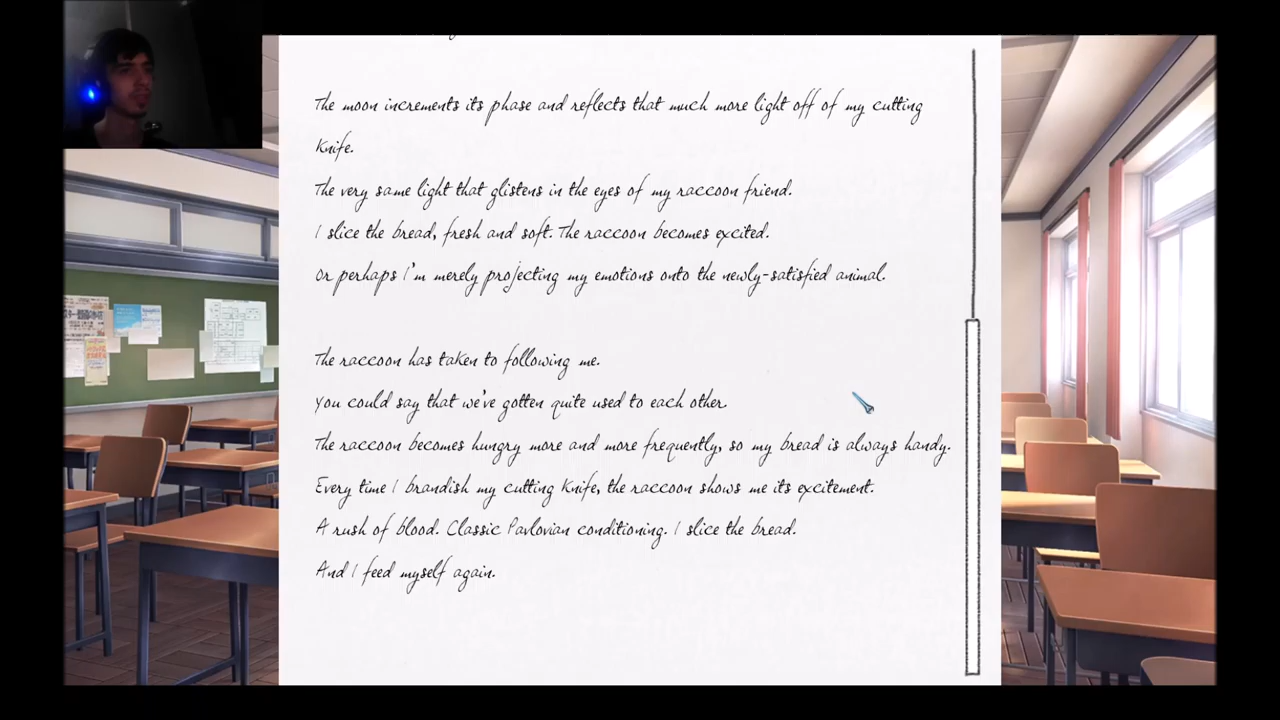 The moon increments its phase and reflects that much more light off of my cutting
knife.
The very same light that glistens in the eyes of my raccoon friend.
I slice the bread, fresh and soft. The raccoon becomes excited.
Or perhaps I'm merely projecting my emotions onto the newly-satisfied animal.
The raccoon has taken to following me.
You could say that we've gotten quite used to each other.
The raccoon becomes hungry more and more frequently, so my bread is always handy.
Every time I brandish my cutting knife, the raccoon shows me its excitement.
A rush of blood. Classic Pavlovian conditioning. I slice the bread.
And I feed myself again.